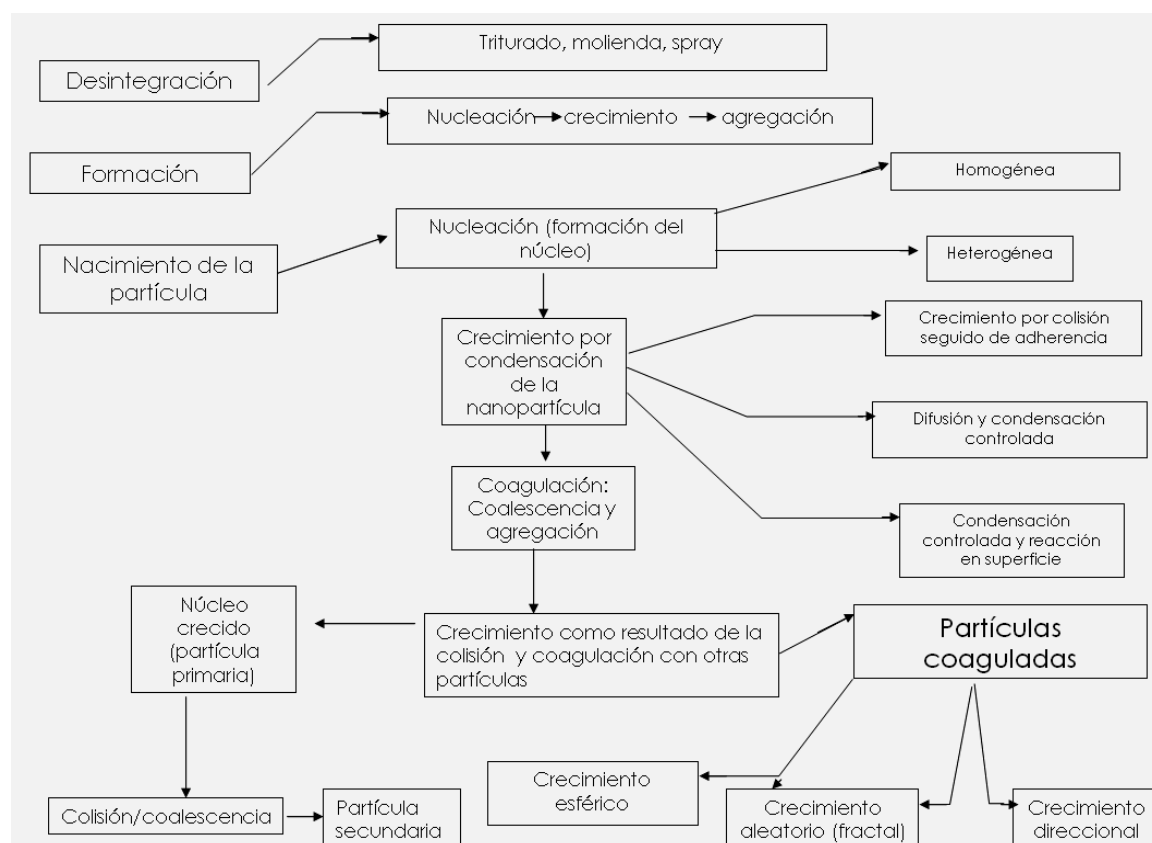 Triturado, molienda, spray
Desintegración
Nucleación crecimiento agregación
Formación
Homogénea
Nucleación (formación del
núcleo)
Heterogénea
Nacimiento de la
partícula
Crecimiento por
condensación
de la
nanopartícula
Crecimiento por colisión
seguido de adherencia
Difusión y condensación
controlada
Coagulación:
Coalescencia y
agregación
Condensación
controlada y reacción
en superficie
Núcleo
crecido
(partícula
primaria)
Crecimiento como resultado de la
colisión y coagulación con otras
partículas
Partículas
coaguladas
Colisión/coalescencia
Partícula
secundaria
Crecimiento
esférico
Crecimiento
aleatorio (fractal)
Crecimiento
direccional